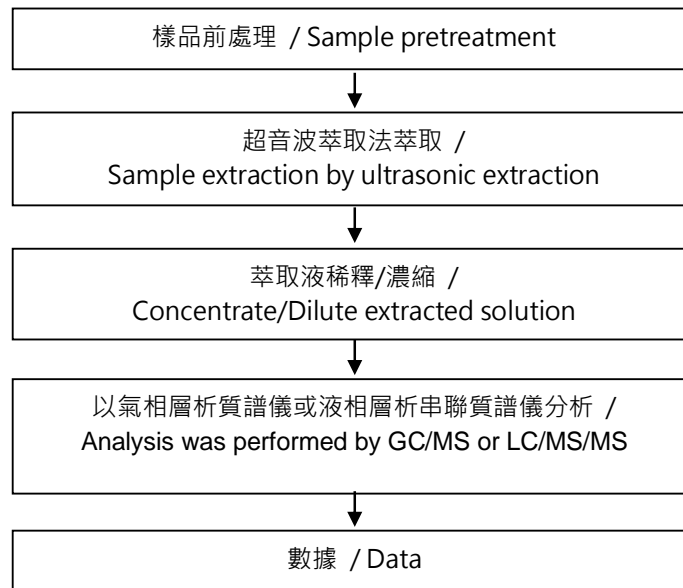 樣品前處理 / Sample pretreatment
超音波萃取法萃取 /
Sample extraction by ultrasonic extraction
萃取液稀釋/濃縮 /
Concentrate/Dilute extracted solution
以氣相層析質譜儀或液相層析串聯質譜儀分析 /
Analysis was performed by GC/MS or LC/MS/MS
數據 / Data